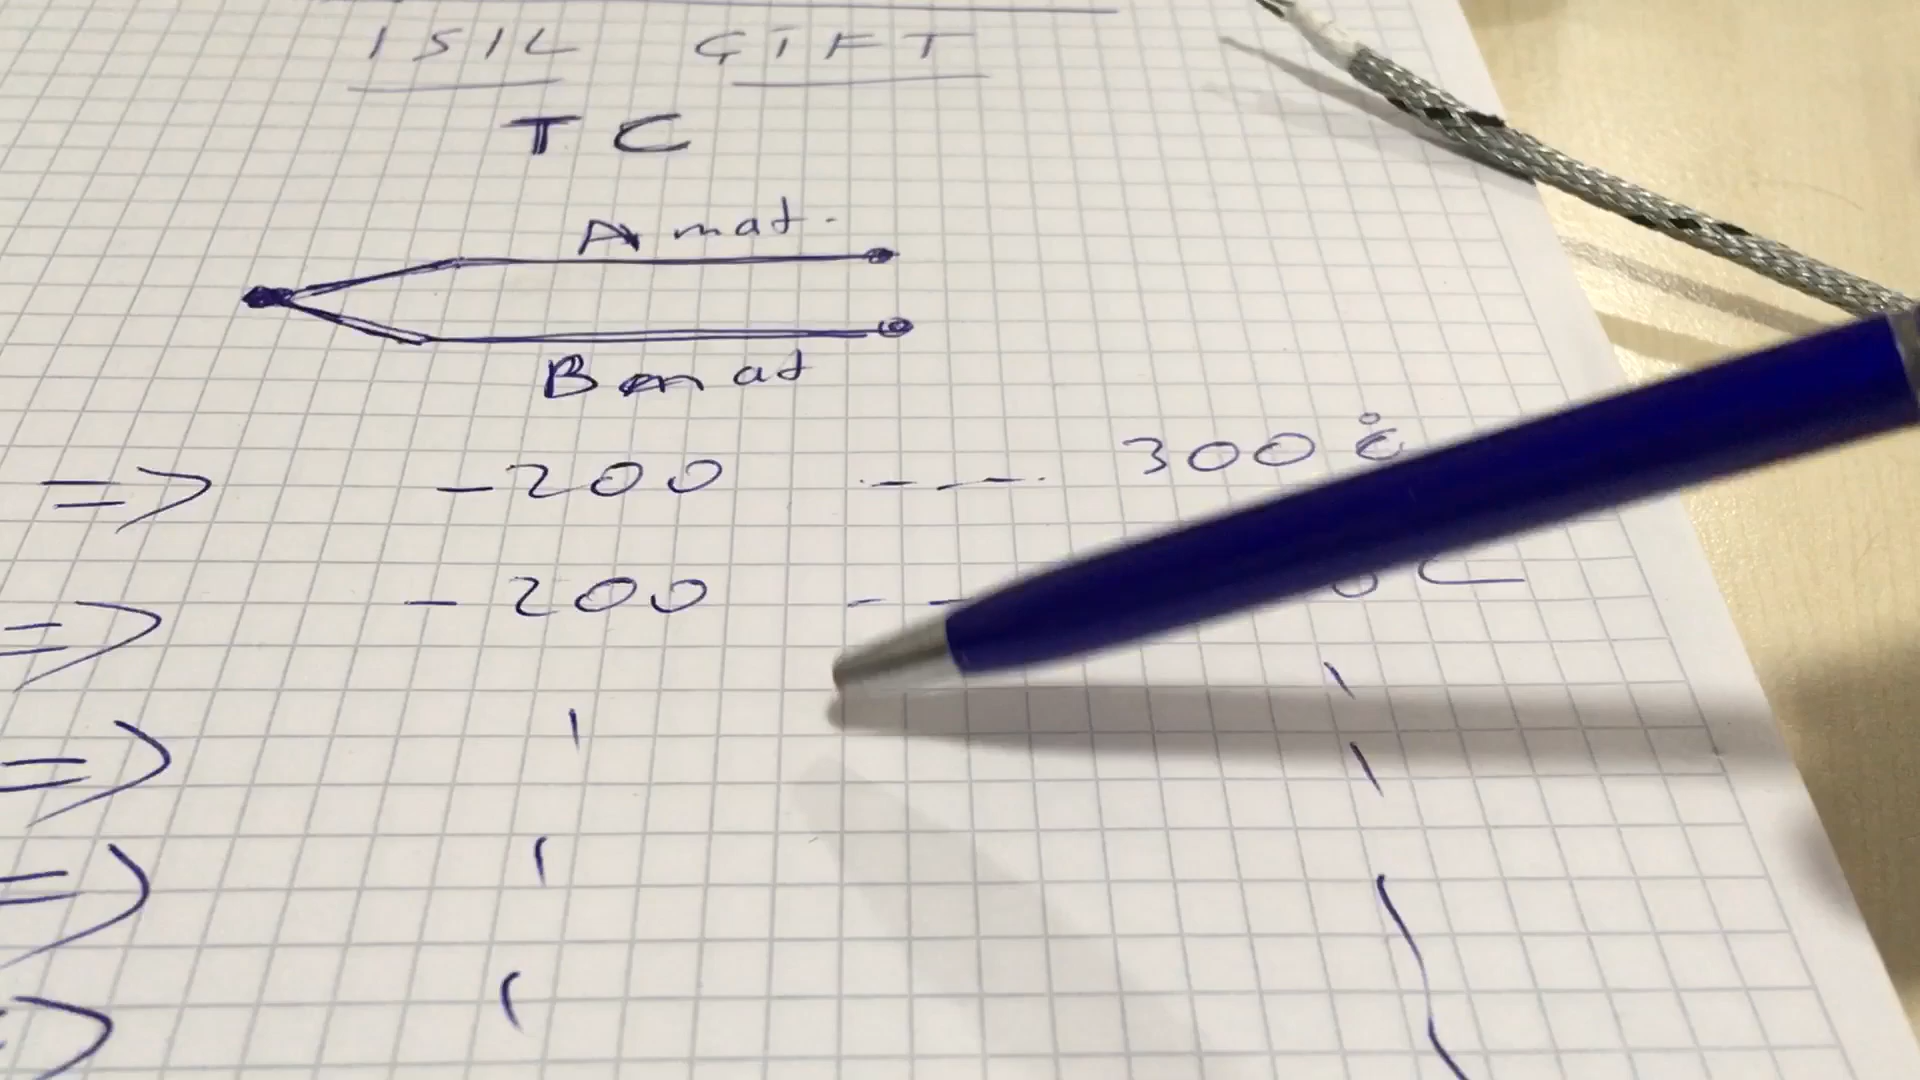 ISIL ÇİFT
TC
A mat.
B mat
=> -200 ---- 300 °C
=> -200 --
=>
=>
=>